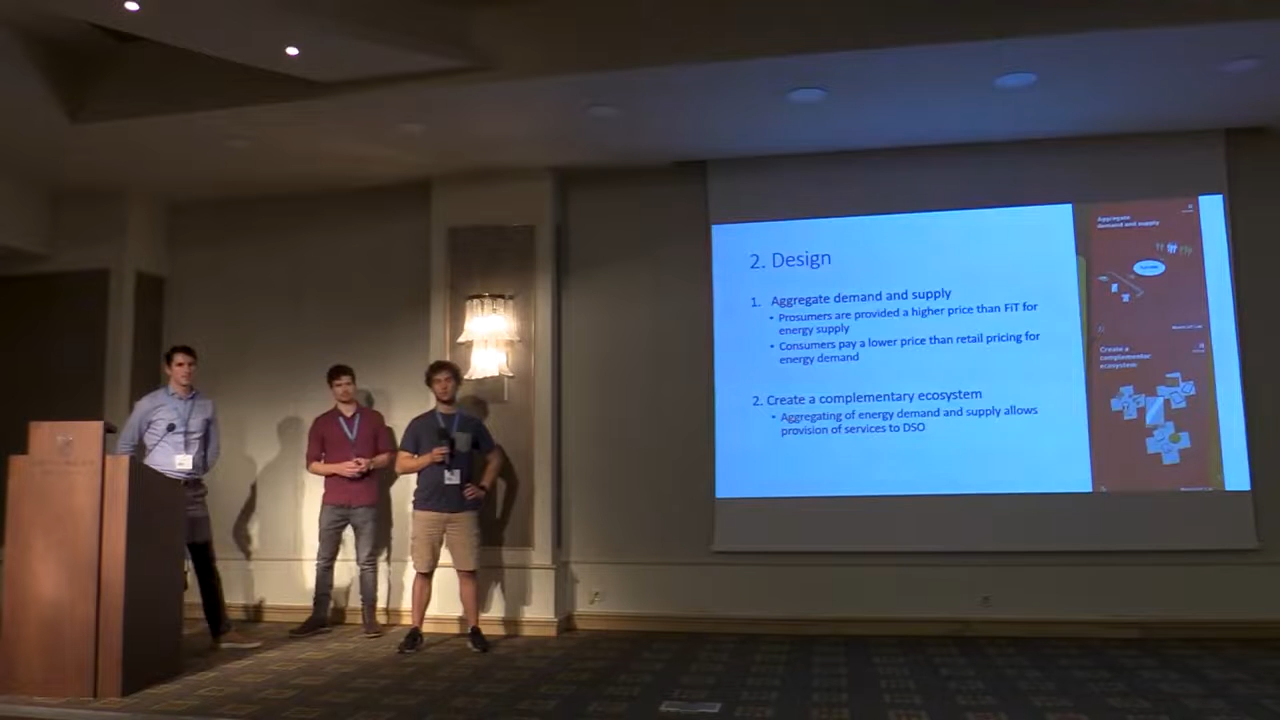 2. Design
1. Aggregate demand and supply
• Prosumers are provided a higher price than FiT for
energy supply
• Consumers pay a lower price than retail pricing for
energy demand
2. Create a complementary ecosystem
• Aggregating of energy demand and supply allows
provision of services to DSO
Aggregate
demand and supply
Create a
complementor
ecosystem